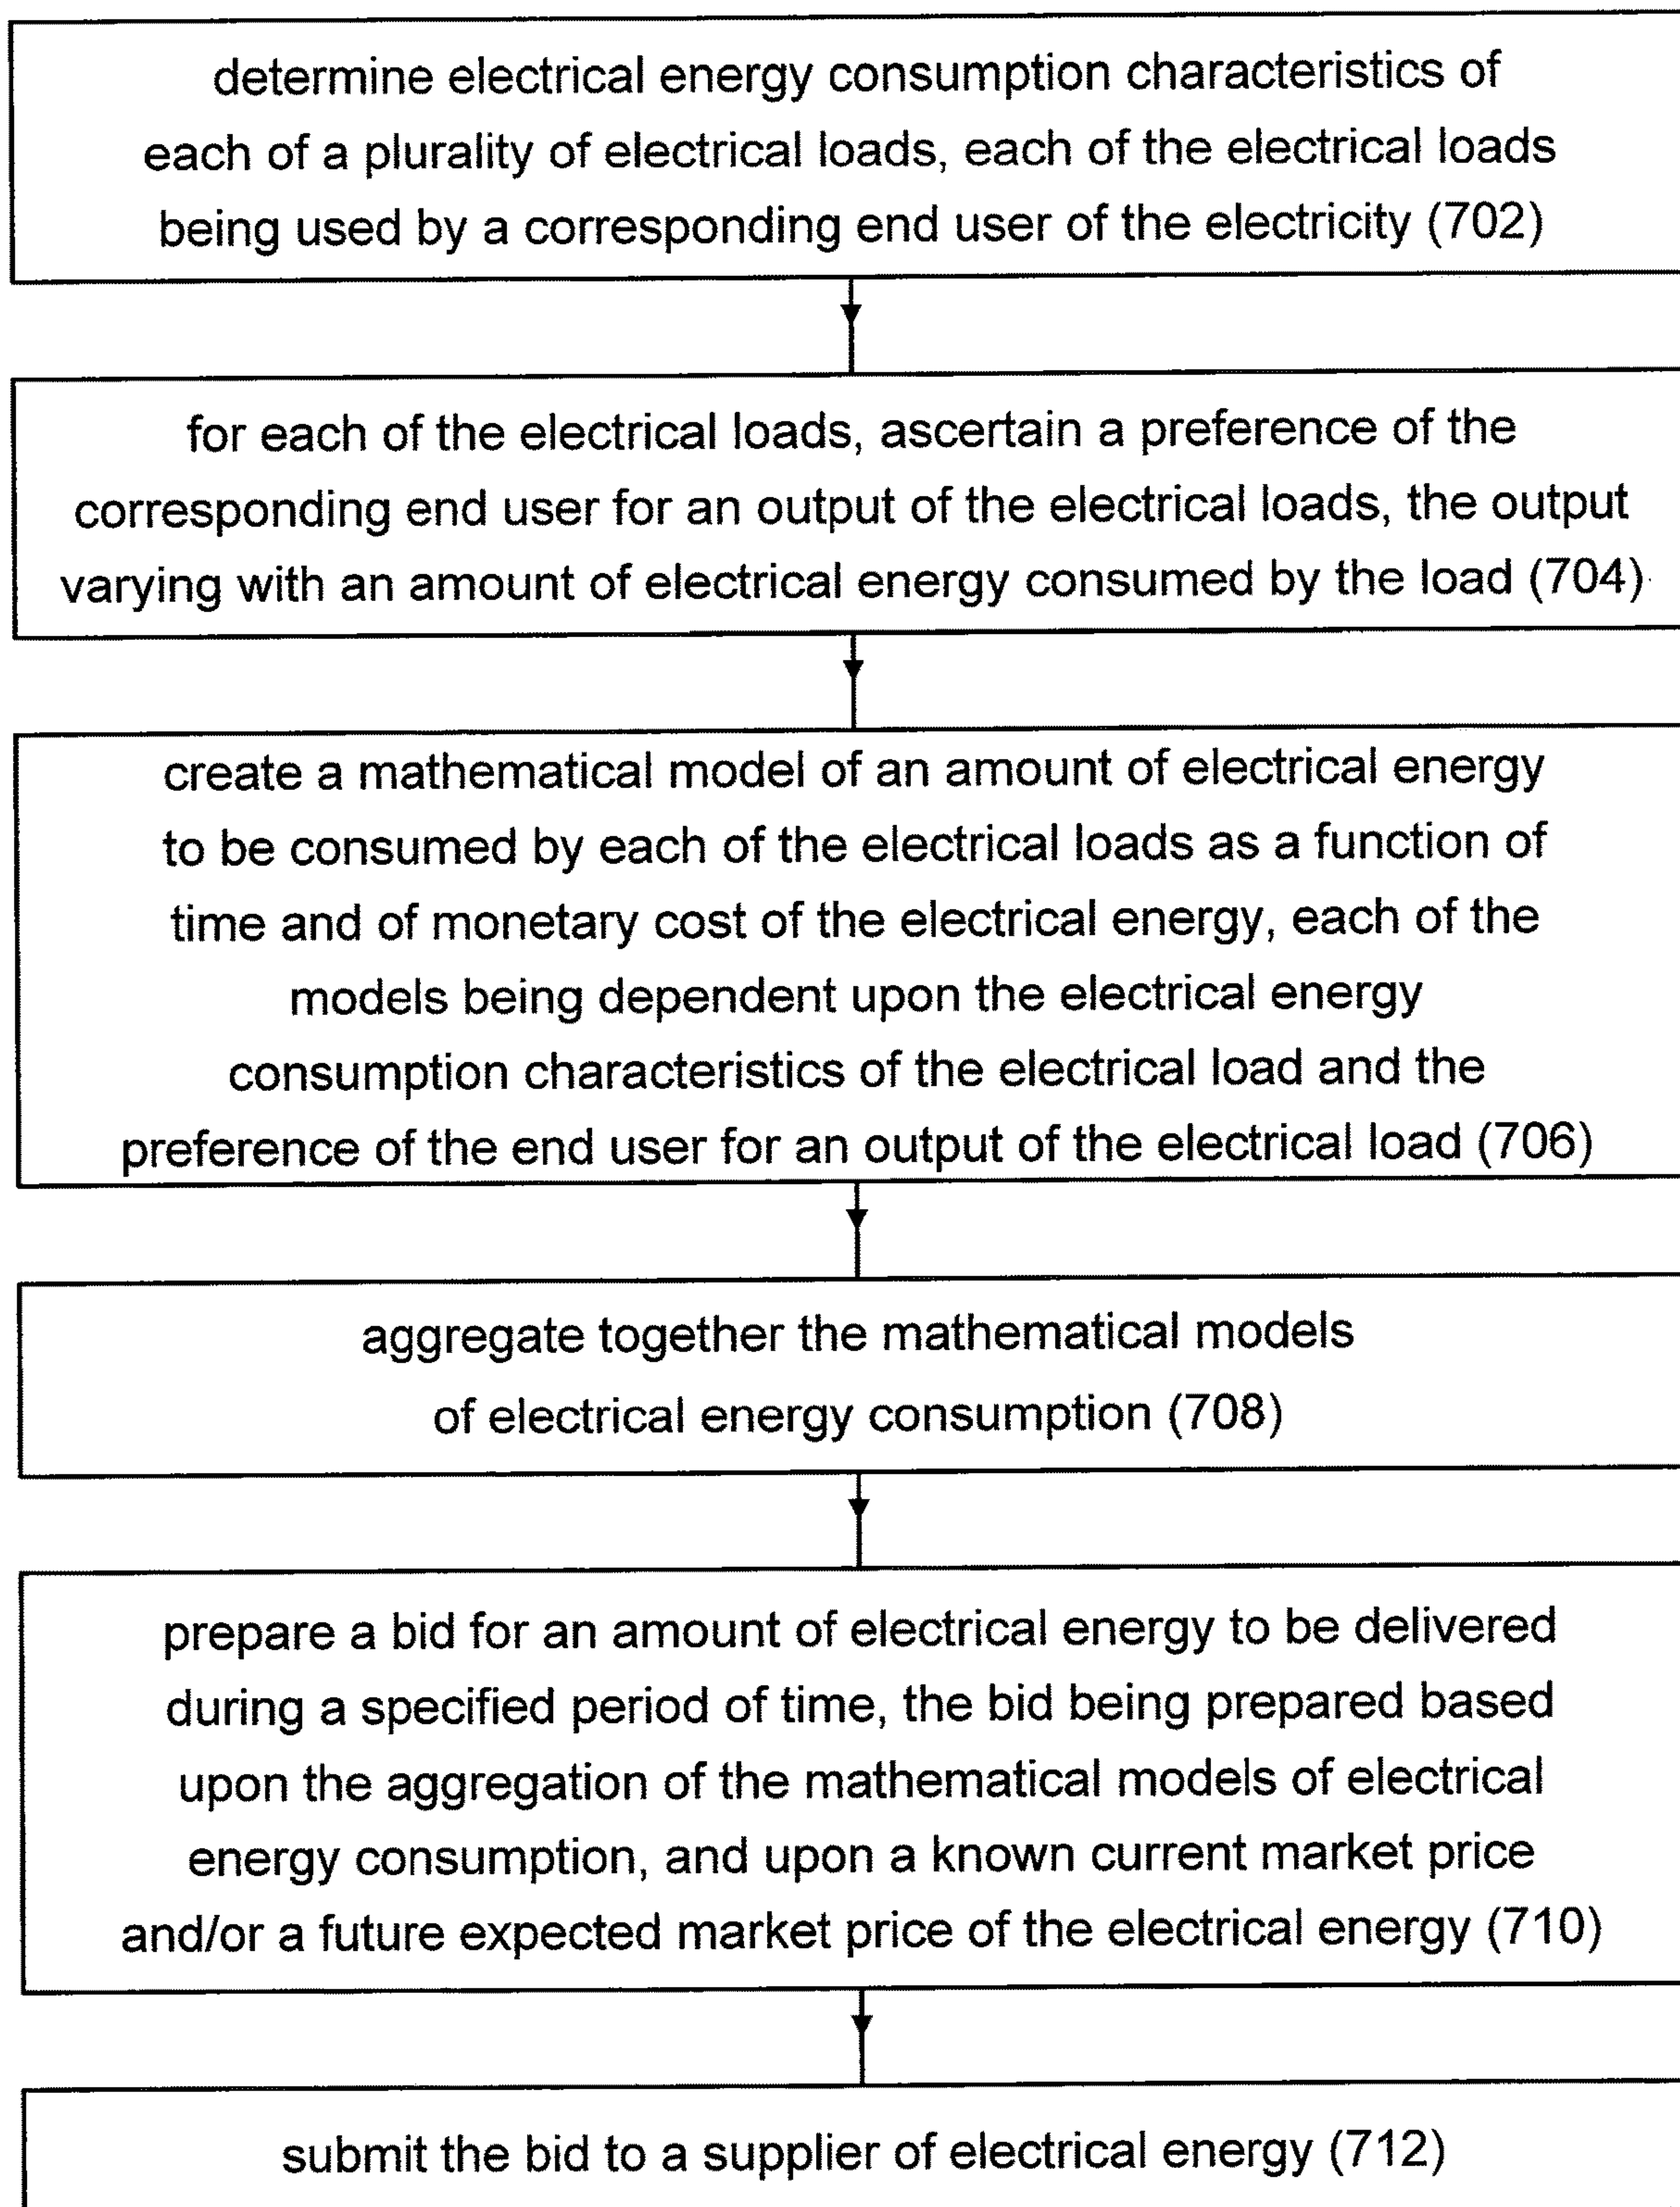 determine electrical energy consumption characteristics of
each of a plurality of electrical loads, each of the electrical loads
being used by a corresponding end user of the electricity (702)
for each of the electrical loads, ascertain a preference of the
corresponding end user for an output of the electrical loads, the output
varying with an amount of electrical energy consumed by the load (704)
create a mathematical model of an amount of electrical energy
to be consumed by each of the electrical loads as a function of
time and of monetary cost of the electrical energy, each of the
models being dependent upon the electrical energy
consumption characteristics of the electrical load and the
preference of the end user for an output of the electrical load (706)
aggregate together the mathematical models
of electrical energy consumption (708)
prepare a bid for an amount of electrical energy to be delivered
during a specified period of time, the bid being prepared based
upon the aggregation of the mathematical models of electrical
energy consumption, and upon a known current market price
and/or a future expected market price of the electrical energy (710)
submit the bid to a supplier of electrical energy (712)